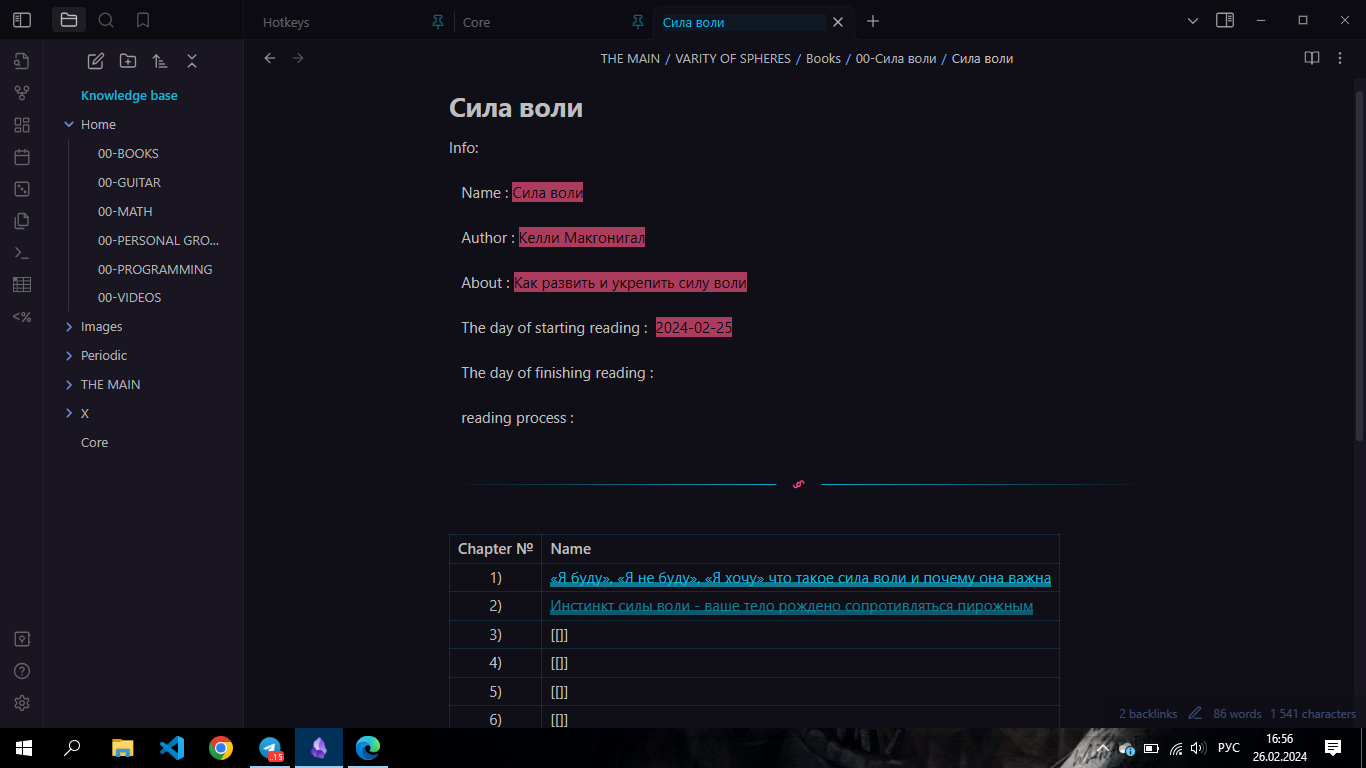 Hotkeys
Core
Сила воли
THE MAIN / VARITY OF SPHERES / Books / 00-Сила воли / Сила воли
Knowledge base
Home
00-BOOKS
00-GUITAR
00-MATH
00-PERSONAL GRO...
00-PROGRAMMING
00-VIDEOS
Images
Periodic
THE MAIN
X
Core
<%
Сила воли
Info:
Name : Сила воли
Author : Келли Макгонигал
About : Как развить и укрепить силу воли
The day of starting reading : 2024-02-25
The day of finishing reading :
reading process :
Chapter № Name
1) «Я буду», «Я не буду», «Я хочу» что такое сила воли и почему она важна
2) Инстинкт силы воли - ваше тело рождено сопротивляться пирожным
3) [[]]
4) [[]]
5) [[]]
6) [[]]
2 backlinks 86 words 1 541 characters
15
РУС
16:56
26.02.2024